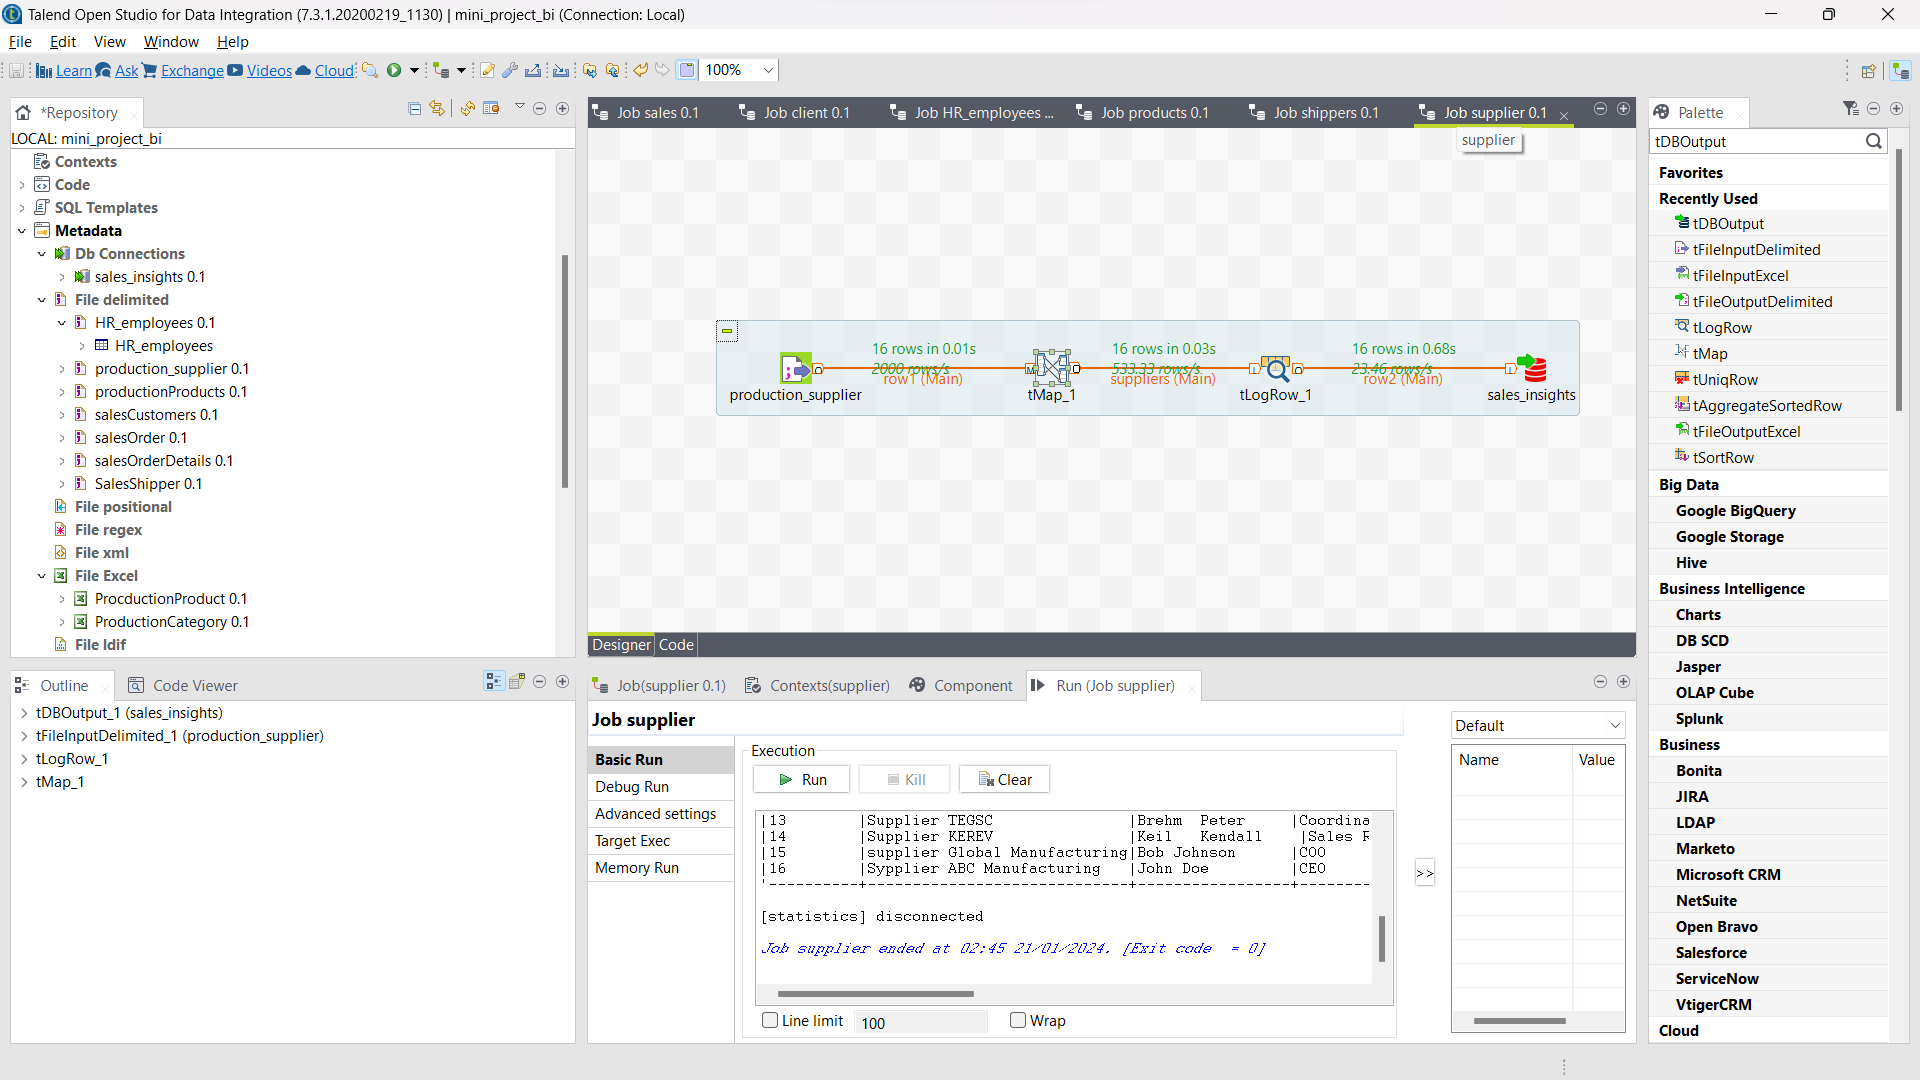 Talend Open Studio for Data Integration (7.3.1.20200219_1130) | mini_project_bi (Connection: Local)
File Edit View Window Help
Learn Ask Exchange Videos Cloud 100%
*Repository
LOCAL: mini_project_bi
Contexts
Code
SQL Templates
Metadata
Db Connections
sales_insights 0.1
File delimited
HR_employees 0.1
HR_employees
production_supplier 0.1
productionProducts 0.1
salesCustomers 0.1
salesOrder 0.1
salesOrderDetails 0.1
SalesShipper 0.1
File positional
File regex
File xml
File Excel
ProcductionProduct 0.1
ProductionCategory 0.1
File ldif
Job sales 0.1 Job client 0.1 Job HR_employees ... Job products 0.1 Job shippers 0.1 Job supplier 0.1
supplier
16 rows in 0.01s 16 rows in 0.03s 16 rows in 0.68s
2000 rows/s 533.33 rows/s 23.46 rows/s
row1 (Main) suppliers (Main) row2 (Main)
production_supplier tMap_1 tLogRow_1 sales_insights
Designer Code
Palette
tDBOutput
Favorites
Recently Used
tDBOutput
tFileInputDelimited
tFileInputExcel
tFileOutputDelimited
tLogRow
tMap
tUniqRow
tAggregateSortedRow
tFileOutputExcel
tSortRow
Big Data
Google BigQuery
Google Storage
Hive
Business Intelligence
Charts
DB SCD
Jasper
OLAP Cube
Splunk
Business
Bonita
JIRA
LDAP
Marketo
Microsoft CRM
NetSuite
Open Bravo
Salesforce
ServiceNow
VtigerCRM
Cloud
Outline Code Viewer
tDBOutput_1 (sales_insights)
tFileInputDelimited_1 (production_supplier)
tLogRow_1
tMap_1
Job(supplier 0.1) Contexts(supplier) Component Run (Job supplier)
Job supplier
Basic Run
Debug Run
Advanced settings
Target Exec
Memory Run
Execution
Run Kill Clear
|13 |Supplier TEGSC |Brehm Peter |Coordina
|14 |Supplier KEREV |Keil Kendall |Sales R
|15 |supplier Global Manufacturing|Bob Johnson |COO
|16 |Sypplier ABC Manufacturing |John Doe |CEO
'----------+-----------------------------+-----------------+--------
[statistics] disconnected
Job supplier ended at 02:45 21/01/2024. [Exit code = 0]
Line limit 100 Wrap
>>
Default
Name Value